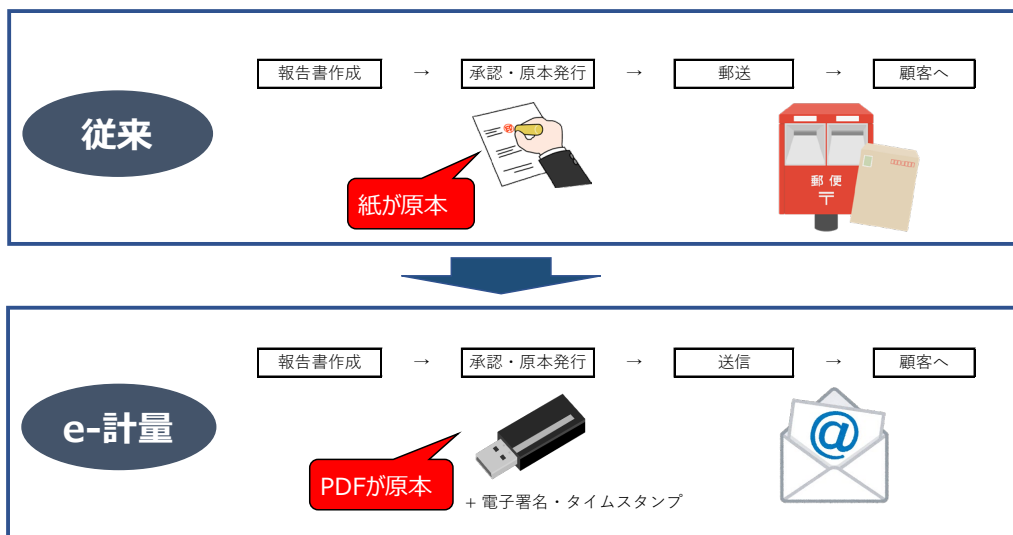 報告書作成 → 承認・原本発行 → 郵送 → 顧客へ
従来
紙が原本
郵便
〒
報告書作成 → 承認・原本発行 → 送信 → 顧客へ
e-計量
@
PDFが原本
+ 電子署名・タイムスタンプ